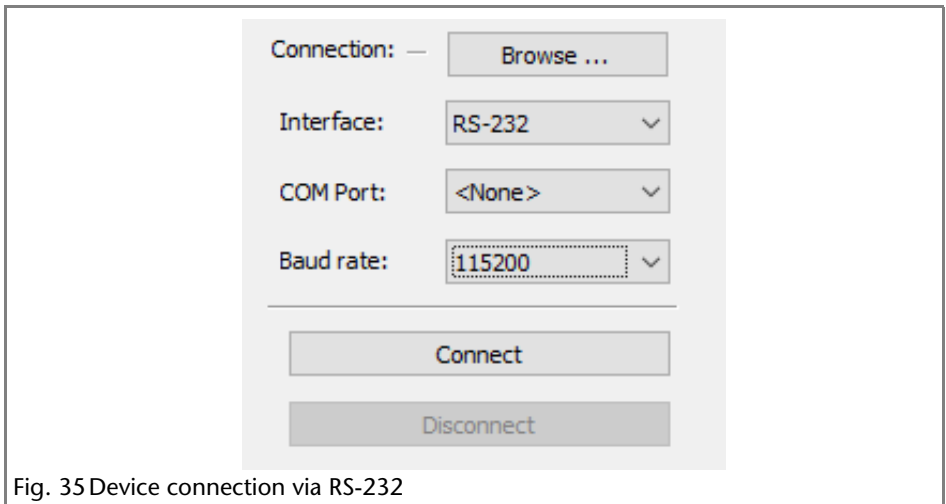 Connection: Browse ...
Interface: RS-232
COM Port: <None>
Baud rate: 115200
Connect
Disconnect
Fig. 35 Device connection via RS-232